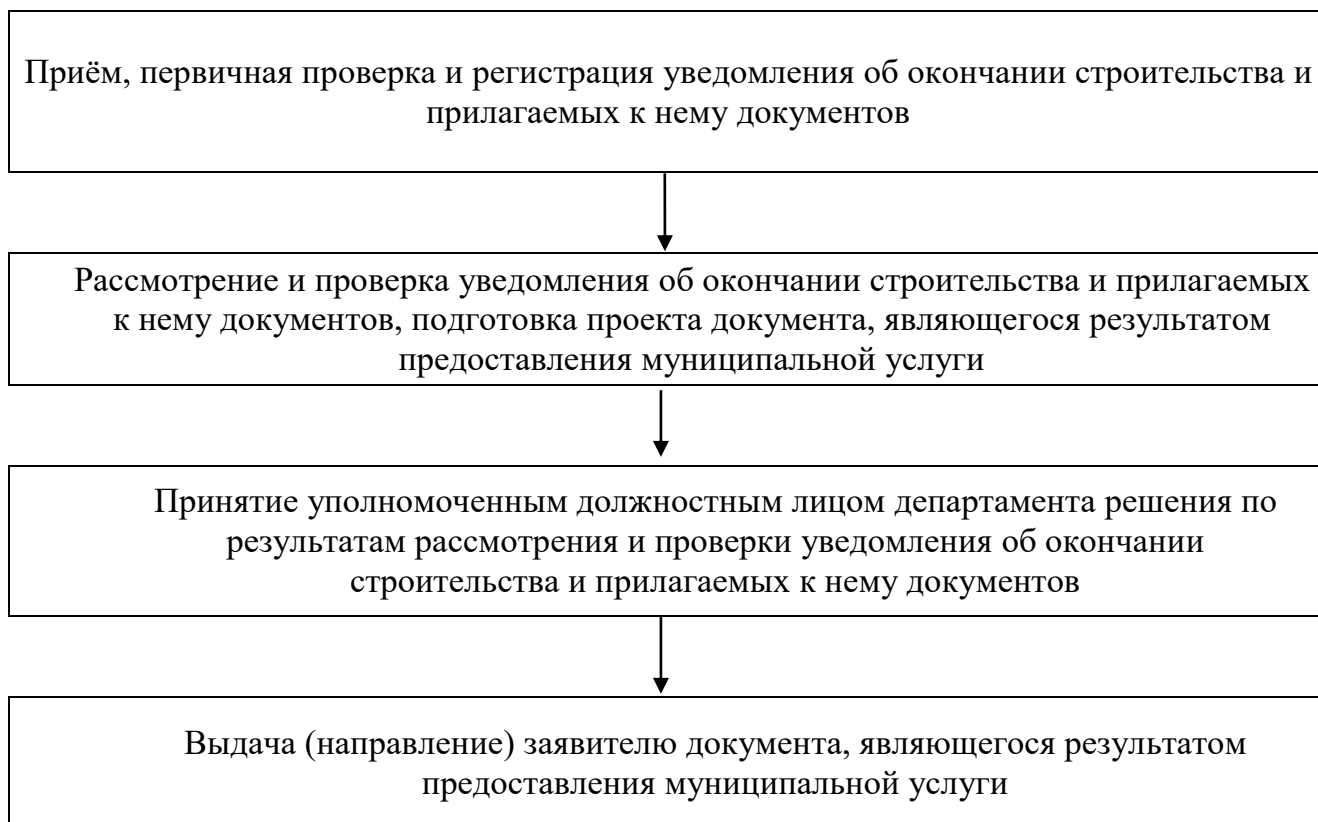 Приём, первичная проверка и регистрация уведомления об окончании строительства и
прилагаемых к нему документов
Рассмотрение и проверка уведомления об окончании строительства и прилагаемых
к нему документов, подготовка проекта документа, являющегося результатом
предоставления муниципальной услуги
Принятие уполномоченным должностным лицом департамента решения по
результатам рассмотрения и проверки уведомления об окончании
строительства и прилагаемых к нему документов
Выдача (направление) заявителю документа, являющегося результатом
предоставления муниципальной услуги